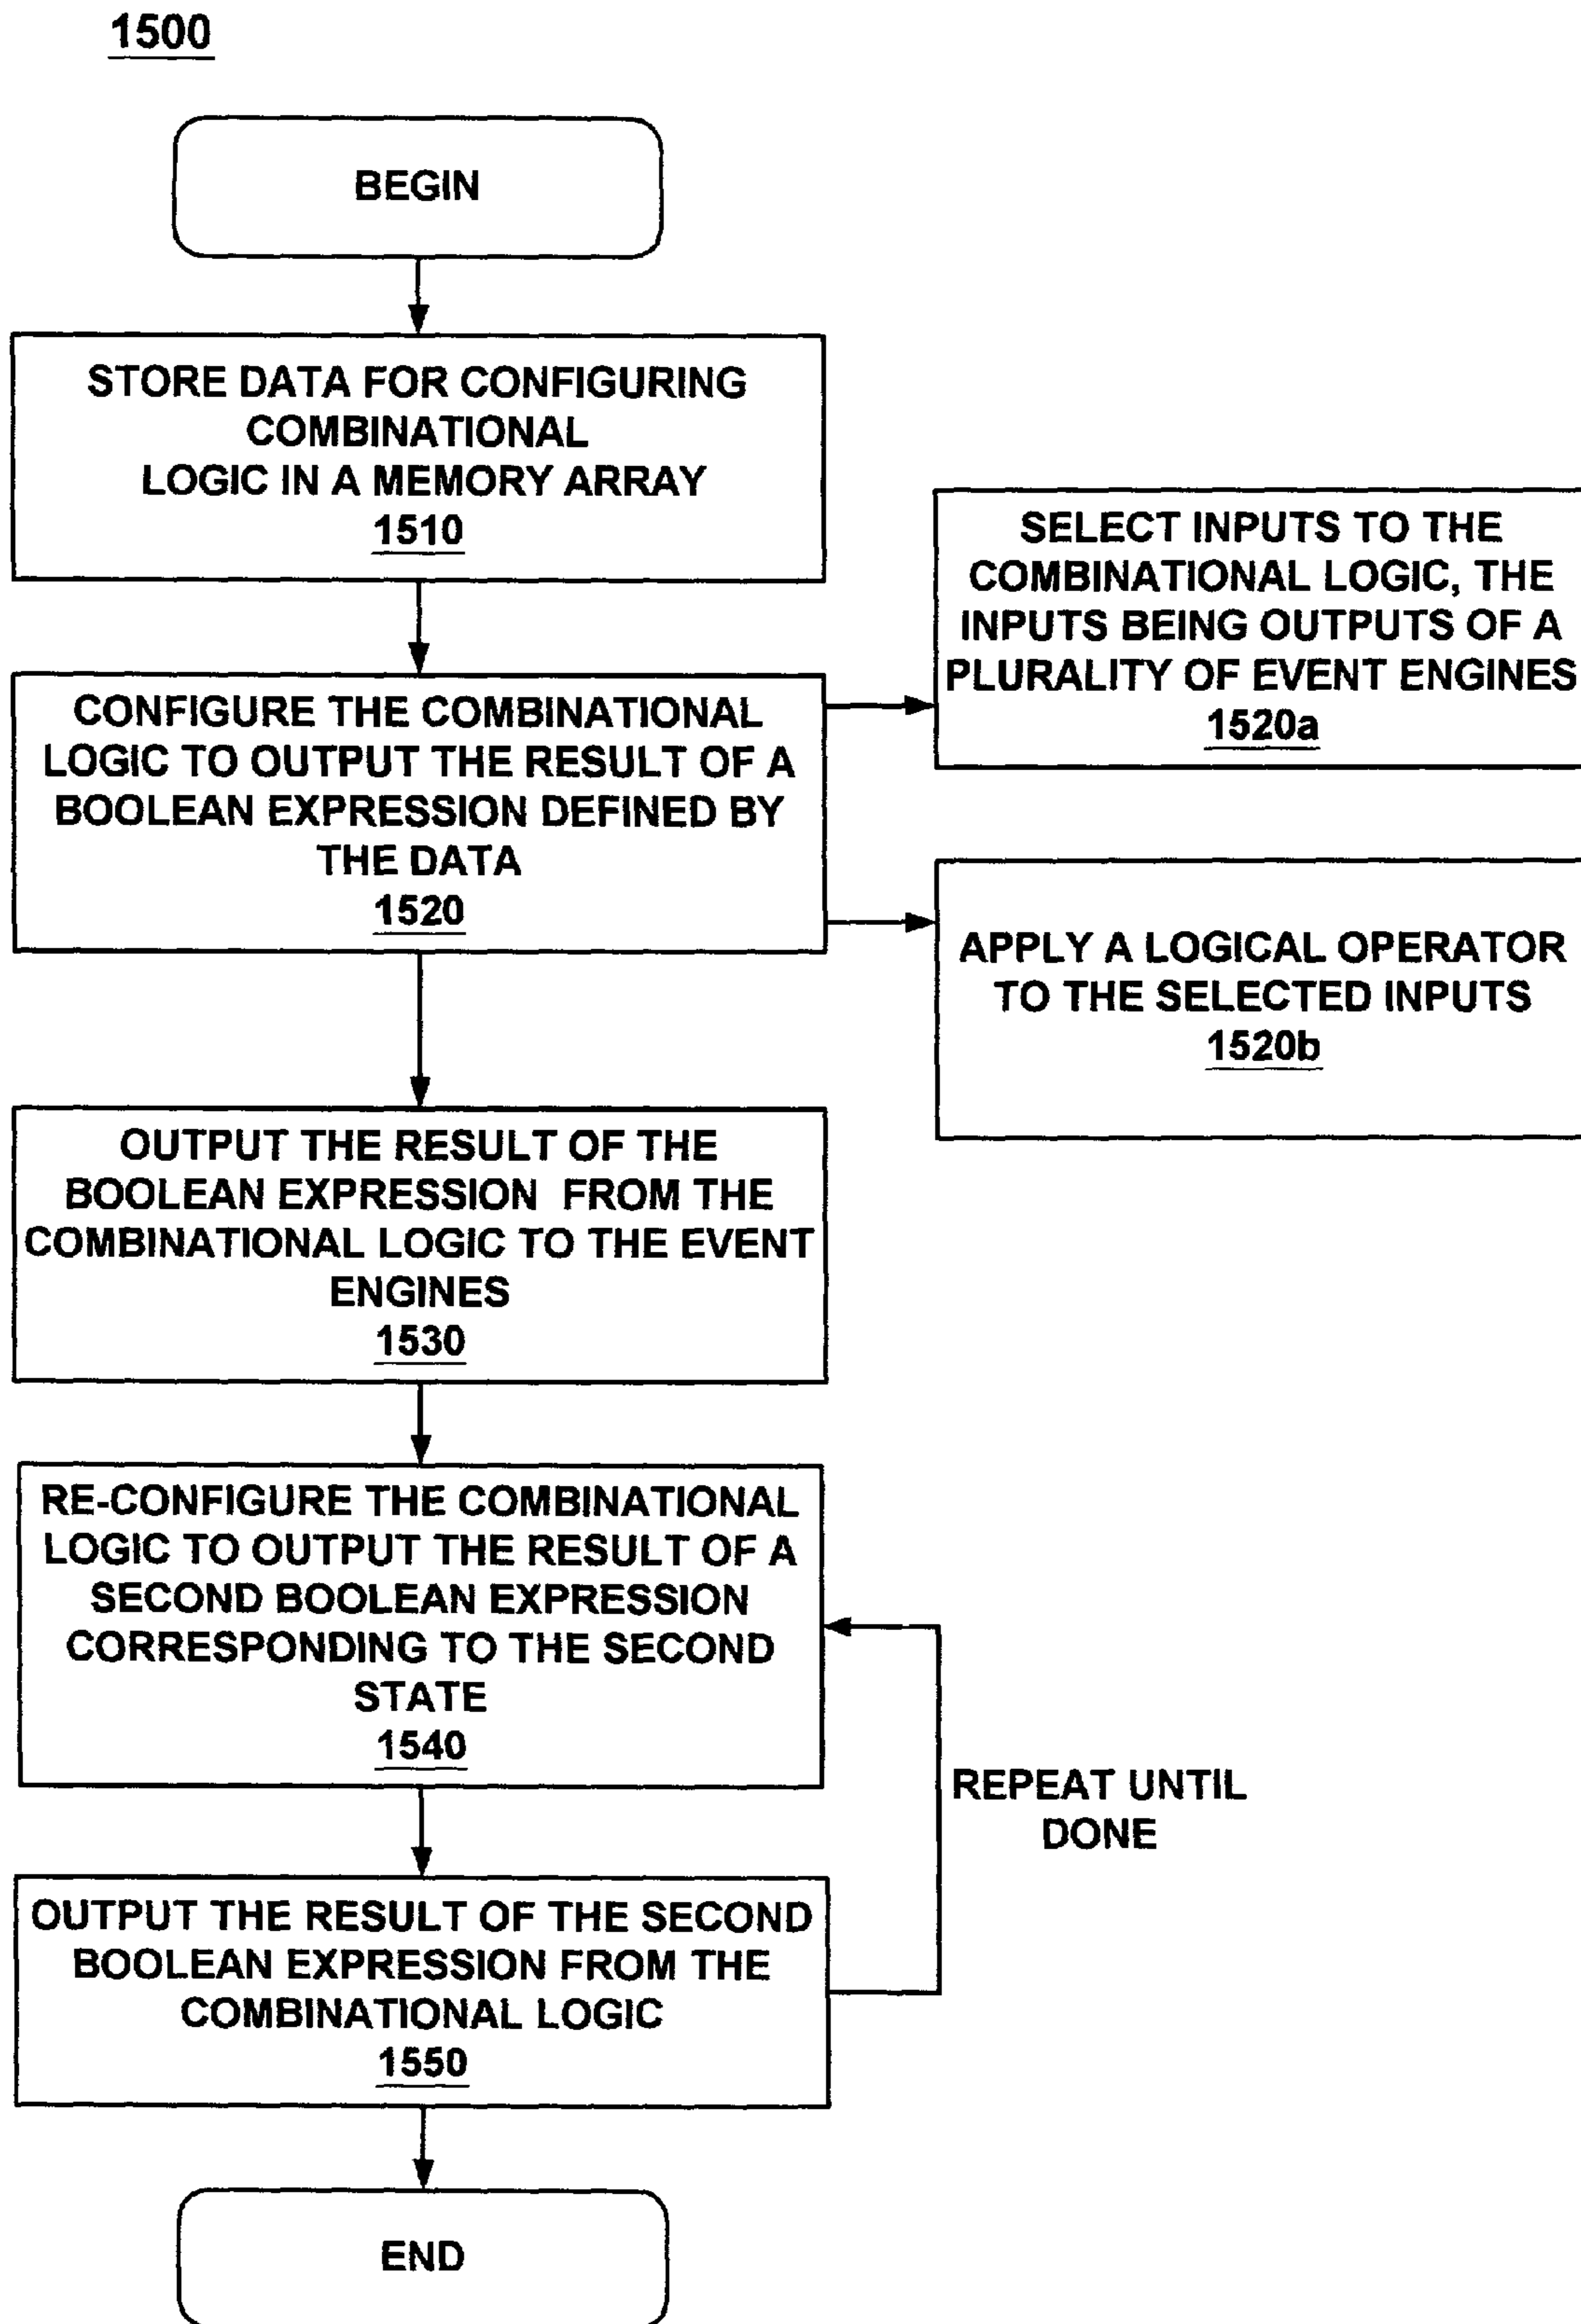 1500
BEGIN
STORE DATA FOR CONFIGURING
COMBINATIONAL
LOGIC IN A MEMORY ARRAY
1510
SELECT INPUTS TO THE
COMBINATIONAL LOGIC, THE
INPUTS BEING OUTPUTS OF A
PLURALITY OF EVENT ENGINES
1520a
CONFIGURE THE COMBINATIONAL
LOGIC TO OUTPUT THE RESULT OF A
BOOLEAN EXPRESSION DEFINED BY
THE DATA
1520
APPLY A LOGICAL OPERATOR
TO THE SELECTED INPUTS
1520b
OUTPUT THE RESULT OF THE
BOOLEAN EXPRESSION FROM THE
COMBINATIONAL LOGIC TO THE EVENT
ENGINES
1530
RE-CONFIGURE THE COMBINATIONAL
LOGIC TO OUTPUT THE RESULT OF A
SECOND BOOLEAN EXPRESSION
CORRESPONDING TO THE SECOND
STATE
1540
REPEAT UNTIL
DONE
OUTPUT THE RESULT OF THE SECOND
BOOLEAN EXPRESSION FROM THE
COMBINATIONAL LOGIC
1550
END